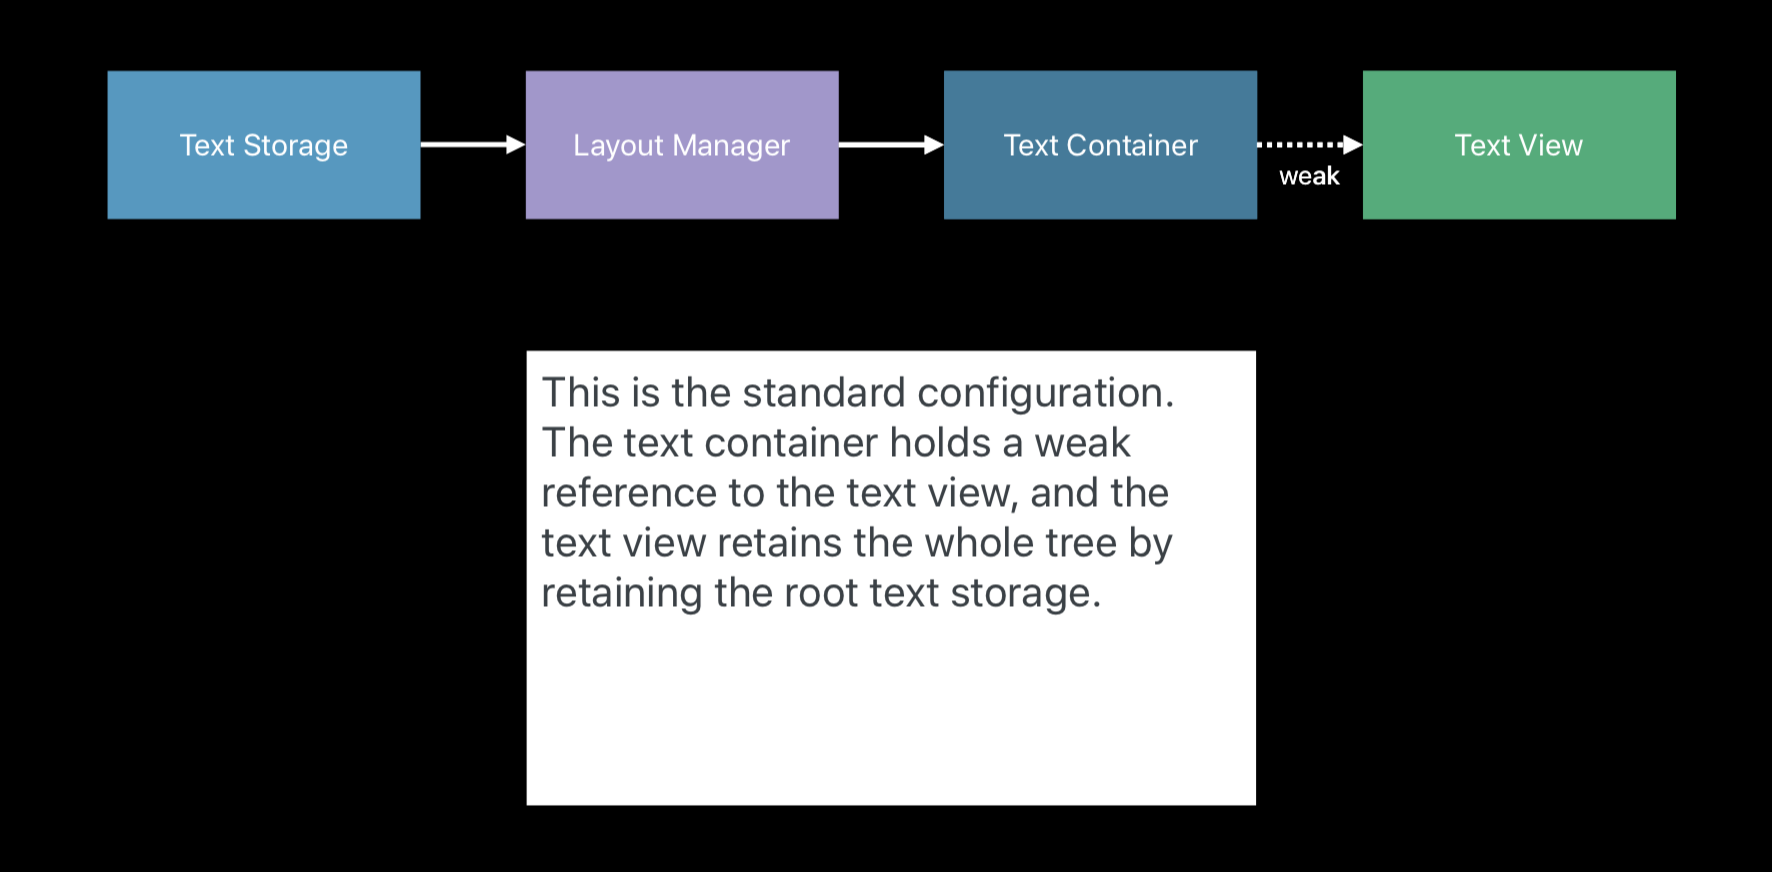 Text Storage
Layout Manager
Text Container
weak
Text View
This is the standard configuration.
The text container holds a weak
reference to the text view, and the
text view retains the whole tree by
retaining the root text storage.